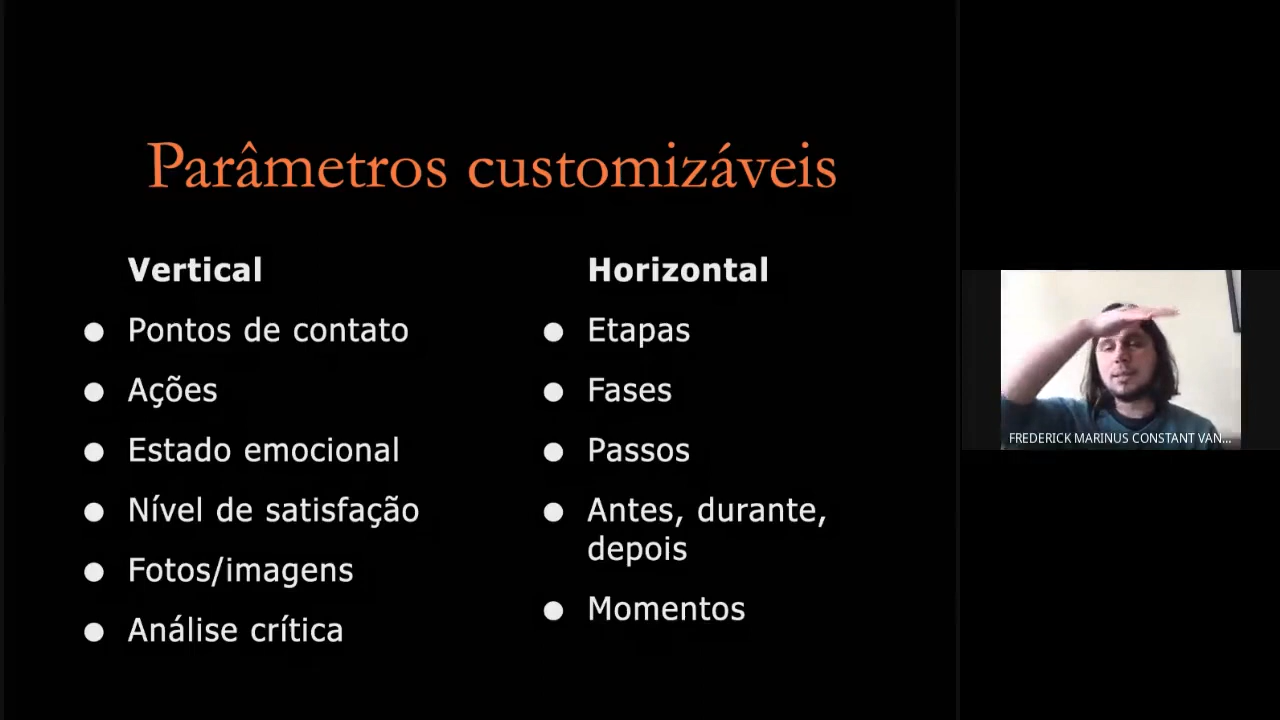 Parâmetros customizáveis
Vertical
Pontos de contato
Ações
Estado emocional
Nível de satisfação
Fotos/imagens
Análise crítica
Horizontal
Etapas
Fases
Passos
Antes, durante,
depois
Momentos
FREDERICK MARINUS CONSTANT VAN...